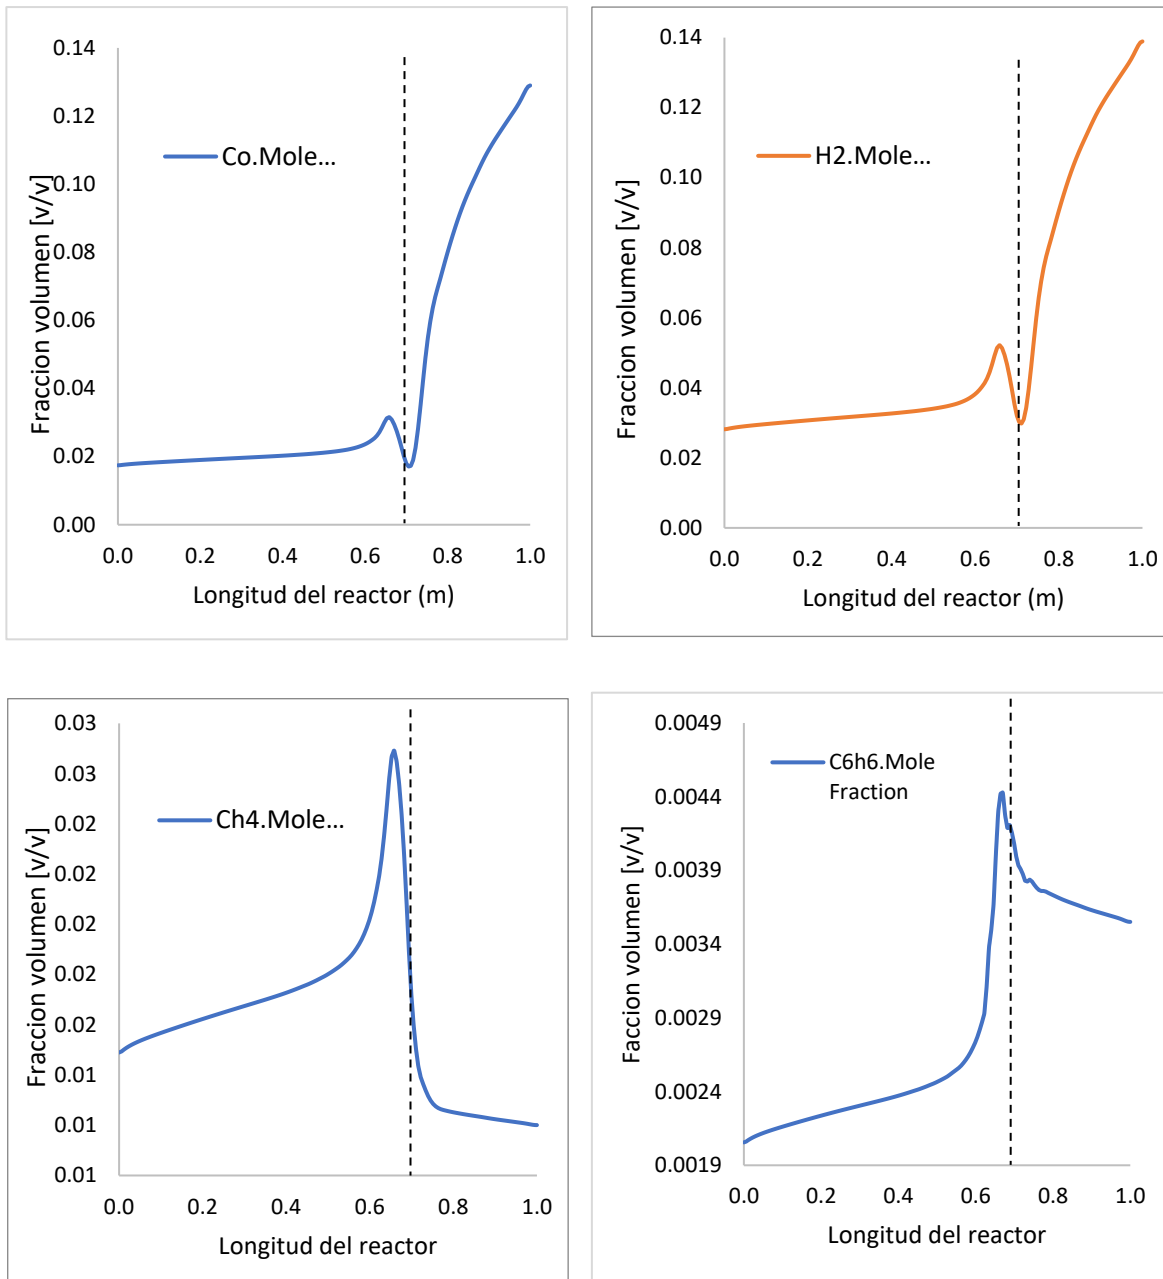 0.14
0.12
0.10
0.08
0.06
0.04
0.02
0.00
Fraccion volumen [v/v]
Co.Mole...
0.0 0.2 0.4 0.6 0.8 1.0
Longitud del reactor (m)
0.14
0.12
0.10
0.08
0.06
0.04
0.02
0.00
Fraccion volumen [v/v]
H2.Mole...
0.0 0.2 0.4 0.6 0.8 1.0
Longitud del reactor (m)
0.03
0.03
0.02
0.02
0.02
0.02
0.02
0.01
0.01
0.01
Fraccion volumen [v/v]
Ch4.Mole...
0.0 0.2 0.4 0.6 0.8 1.0
Longitud del reactor
0.0049
0.0044
0.0039
0.0034
0.0029
0.0024
0.0019
Faccion volumen [v/v]
C6h6.Mole
Fraction
0.0 0.2 0.4 0.6 0.8 1.0
Longitud del reactor